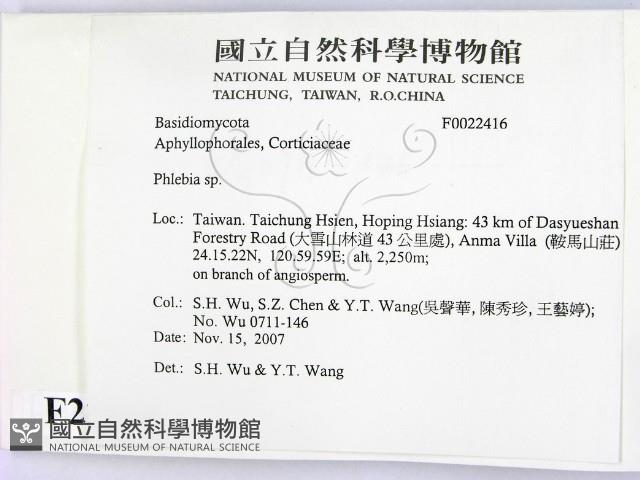 國立自然科學博物館
NATIONAL MUSEUM OF NATURAL SCIENCE
TAICHUNG, TAIWAN, R.O.CHINA
Basidiomycota F0022416
Aphyllophorales, Corticiaceae
Phlebia sp.
Loc.: Taiwan. Taichung Hsien, Hoping Hsiang: 43 km of Dasyueshan
Forestry Road (大雪山林道 43 公里處), Anma Villa (鞍馬山莊)
24.15.22N, 120.59.59E; alt. 2,250m;
on branch of angiosperm.
Col.: S.H. Wu, S.Z. Chen & Y.T. Wang(吳聲華, 陳秀珍, 王藝婷);
No. Wu 0711-146
Date: Nov. 15, 2007
Det.: S.H. Wu & Y.T. Wang
F2
國立自然科學博物館
NATIONAL MUSEUM OF NATURAL SCIENCE